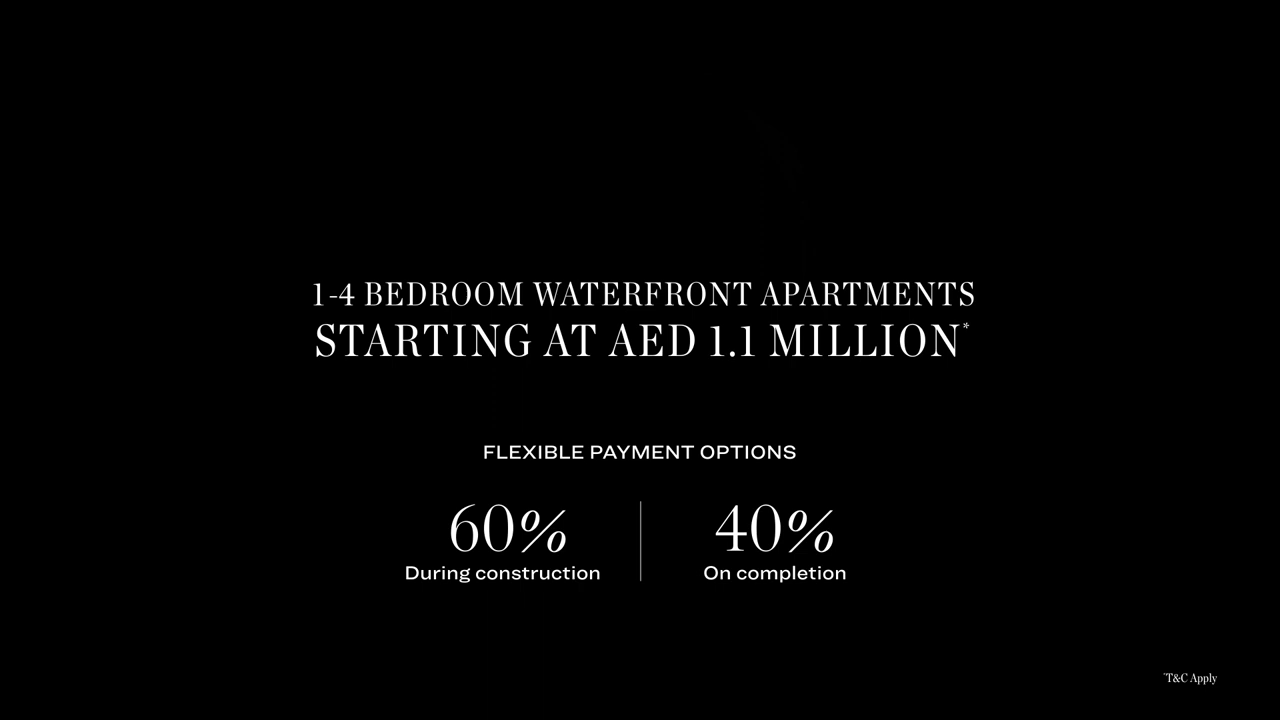 1-4 BEDROOM WATERFRONT APARTMENTS
STARTING AT AED 1.1 MILLION*
FLEXIBLE PAYMENT OPTIONS
60%
During construction
40%
On completion
*T&C Apply